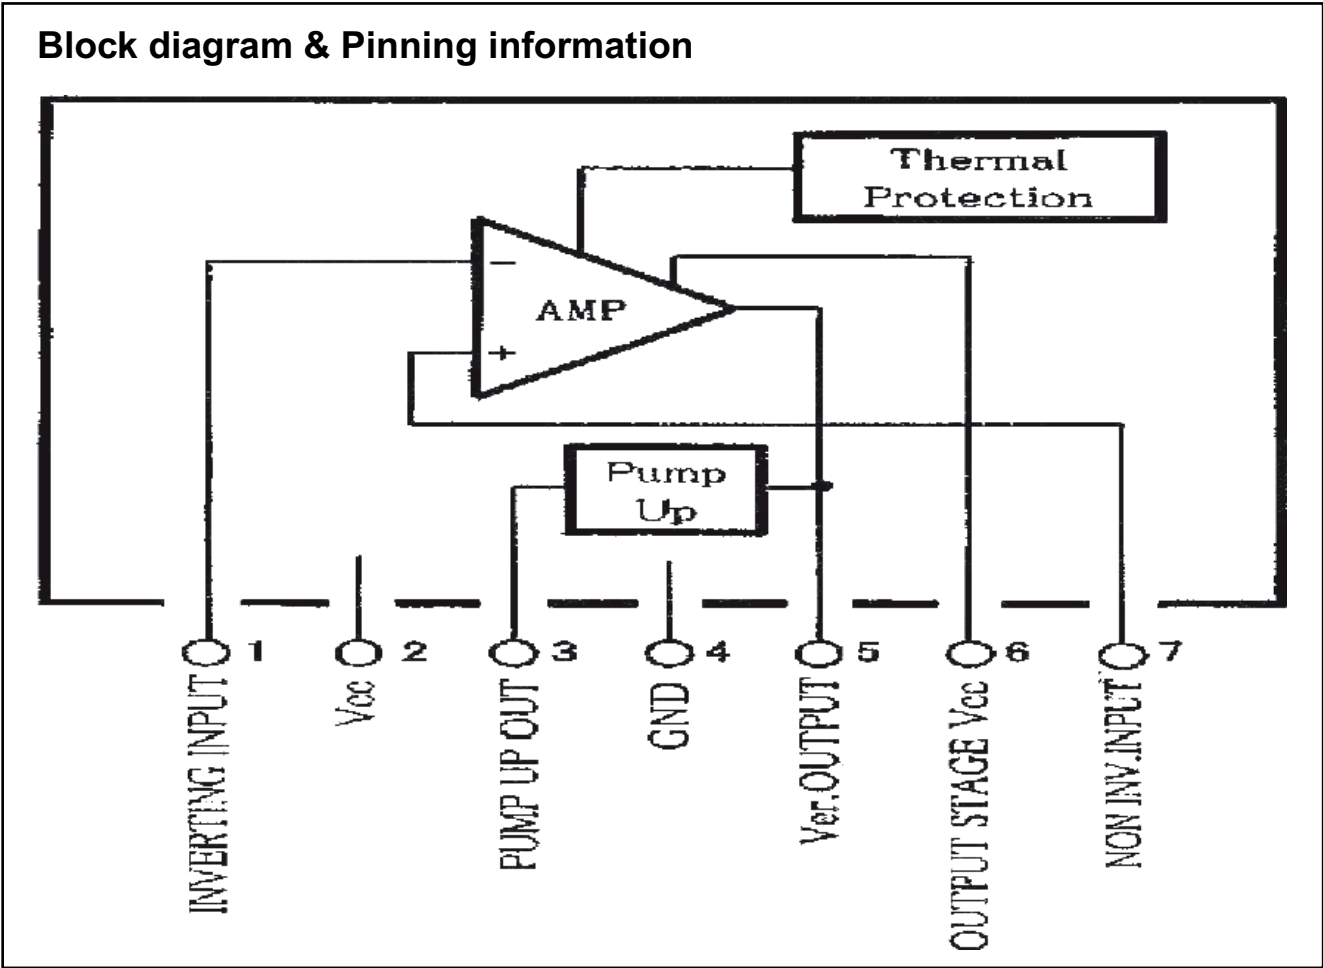 Block diagram & Pinning information
Thermal
Protection
−
AMP
+
Pump
Up
1
2
3
4
5
6
7
INVERTING INPUT
Vcc
PUMP UP OUT
GND
Ver.OUTPUT
OUTPUT STAGE Vcc
NON INV.INPUT